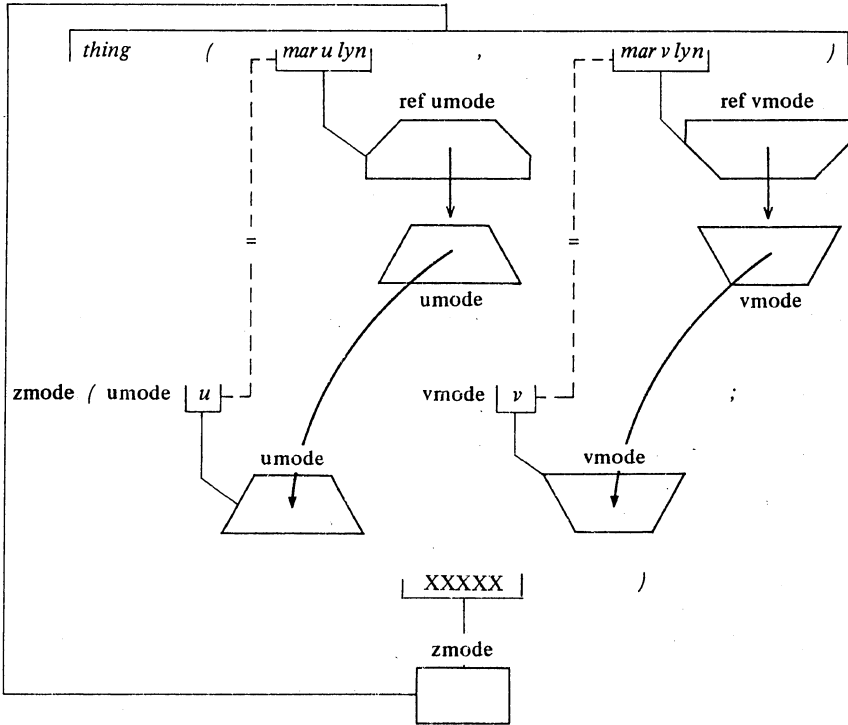 thing ( mar u lyn , mar v lyn )
ref umode ref vmode
= =
umode vmode
zmode ( umode u vmode v ;
umode vmode
XXXXX )
zmode